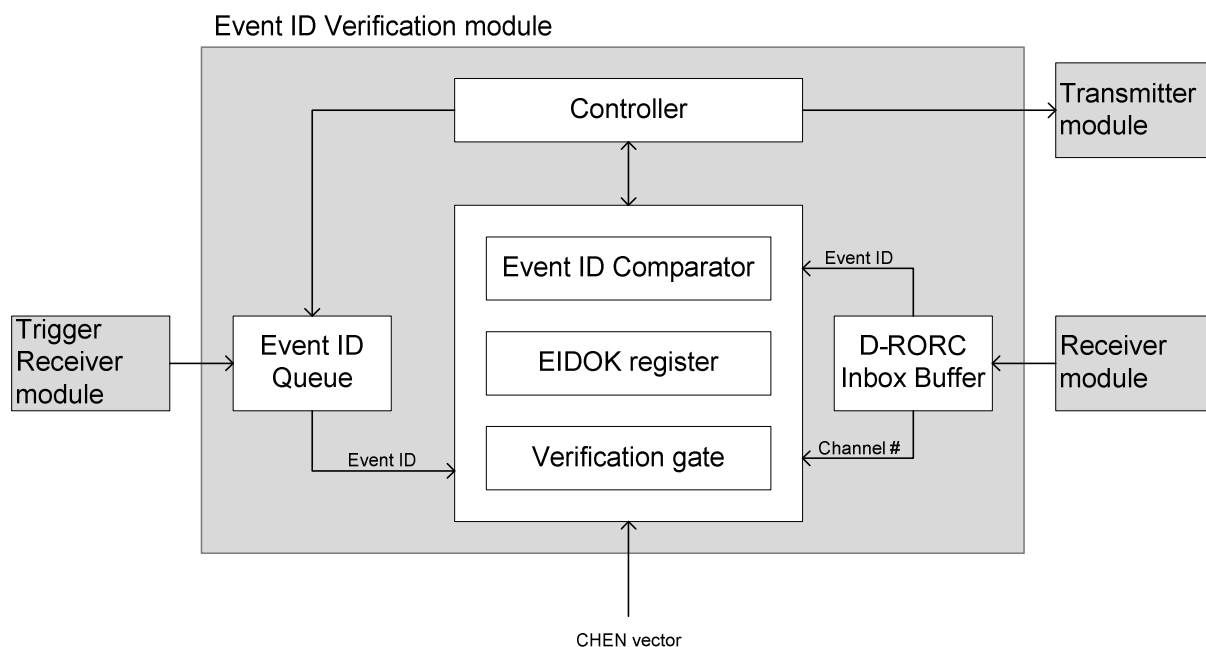 Event ID Verification module
Controller
Transmitter
module
Event ID Comparator
Event ID
Trigger
Receiver
module
Event ID
Queue
EIDOK register
D-RORC
Inbox Buffer
Receiver
module
Event ID
Verification gate
Channel #
CHEN vector